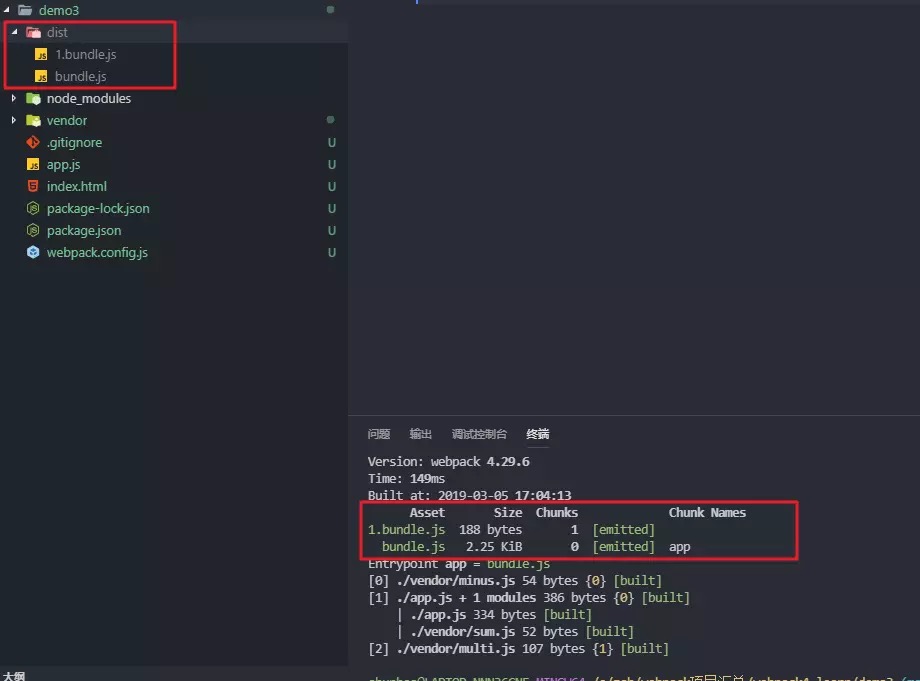 demo3
dist
JS 1.bundle.js
JS bundle.js
node_modules
vendor
.gitignore U
JS app.js U
index.html U
package-lock.json U
package.json U
webpack.config.js U
问题 输出 调试控制台 终端
Version: webpack 4.29.6
Time: 149ms
Built at: 2019-03-05 17:04:13
Asset Size Chunks Chunk Names
1.bundle.js 188 bytes 1 [emitted]
bundle.js 2.25 KiB 0 [emitted] app
Entrypoint app = bundle.js
[0] ./vendor/minus.js 54 bytes {0} [built]
[1] ./app.js + 1 modules 386 bytes {0} [built]
| ./app.js 334 bytes [built]
| ./vendor/sum.js 52 bytes [built]
[2] ./vendor/multi.js 107 bytes {1} [built]
大纲